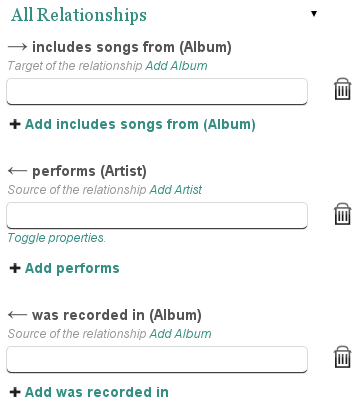 All Relationships
includes songs from (Album)
Target of the relationship Add Album
Add includes songs from (Album)
performs (Artist)
Source of the relationship Add Artist
Toggle properties.
Add performs
was recorded in (Album)
Source of the relationship Add Album
Add was recorded in